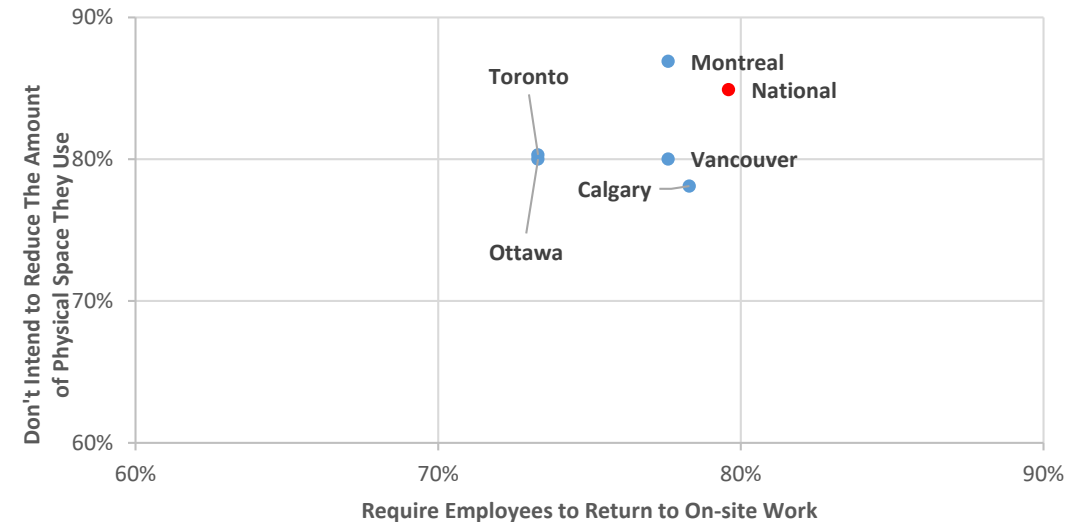 90%
80%
70%
60%
Don't Intend to Reduce The Amount
of Physical Space They Use
Toronto
Montreal
National
Vancouver
Calgary
Ottawa
60%
70%
80%
90%
Require Employees to Return to On-site Work